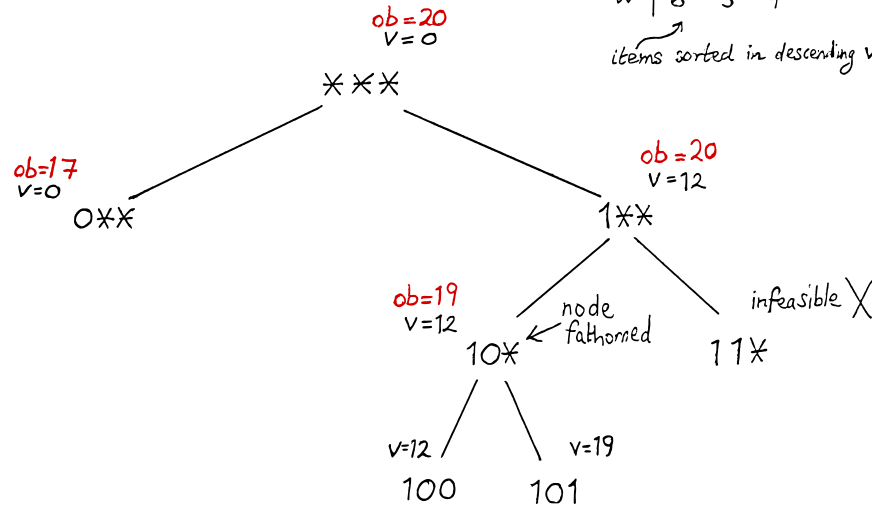 ob=20
v=0
items sorted in descending v
***
ob=17
v=0
0**
ob=20
v=12
1**
ob=19
v=12
10*
node
fathomed
infeasible X
11*
v=12
100
v=19
101